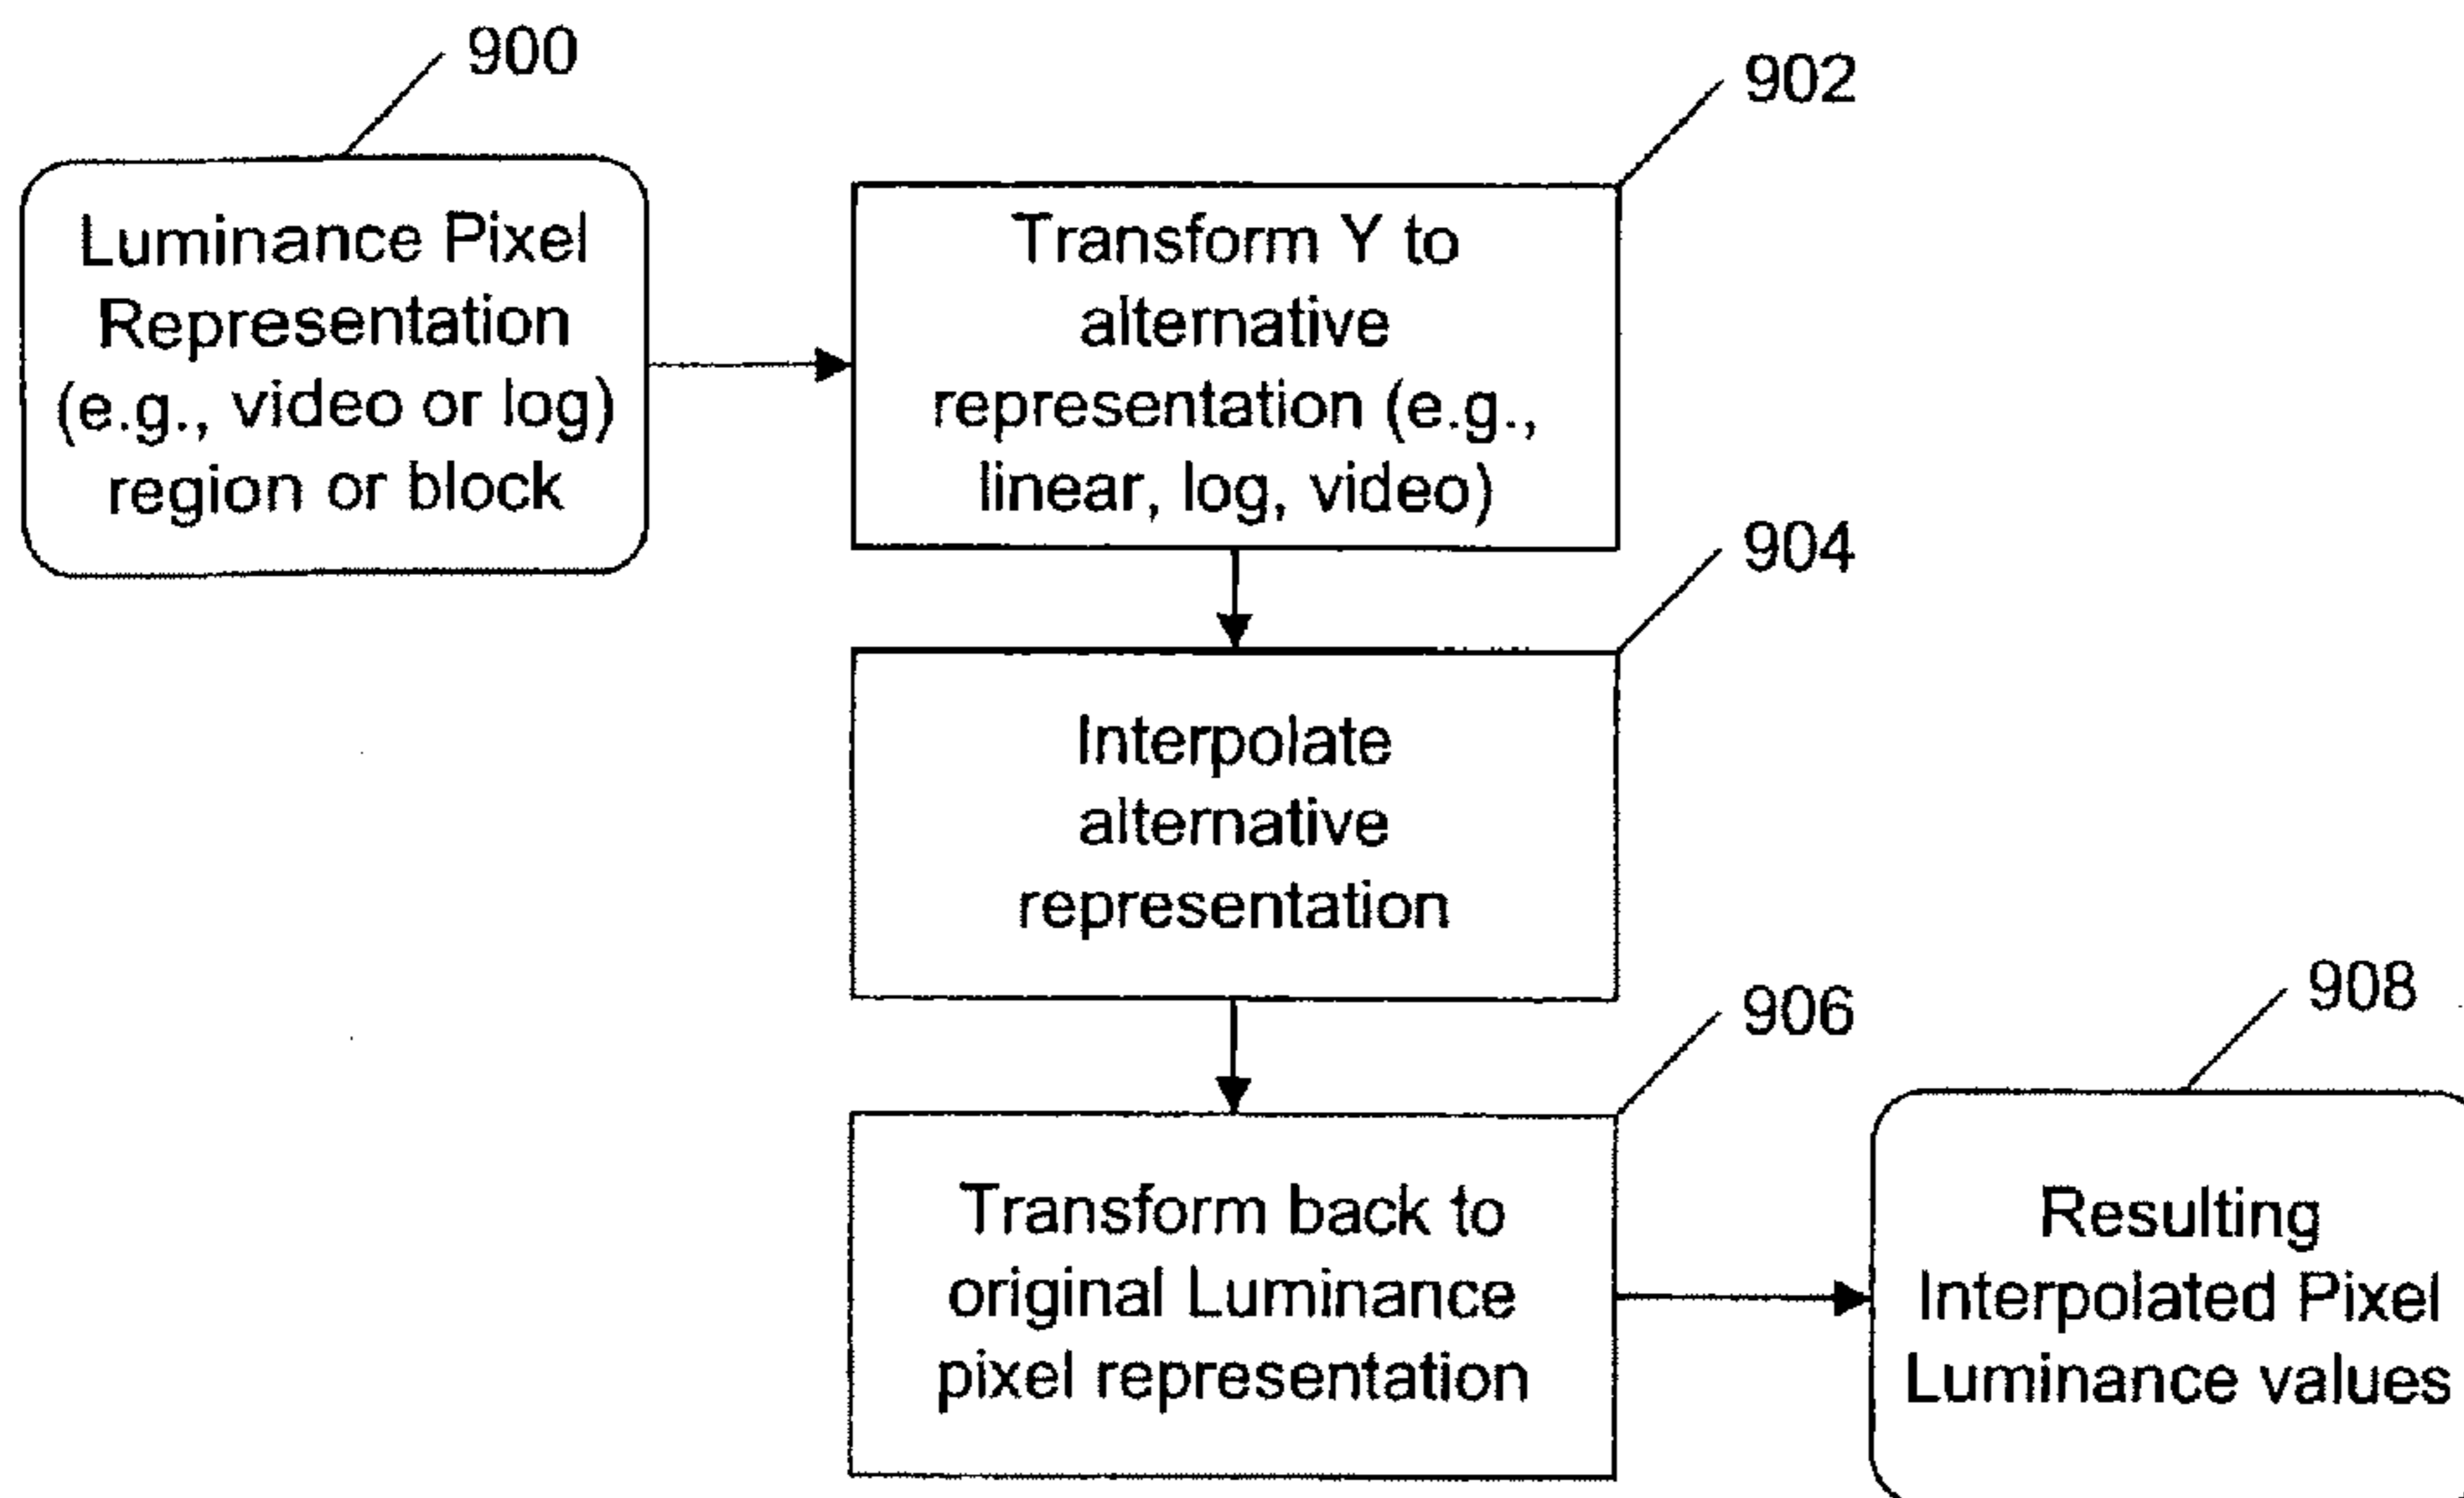 900
Luminance Pixel
Representation
(e.g., video or log)
region or block
902
Transform Y to
alternative
representation (e.g.,
linear, log, video)
904
Interpolate
alternative
representation
906
Transform back to
original Luminance
pixel representation
908
Resulting
Interpolated Pixel
Luminance values